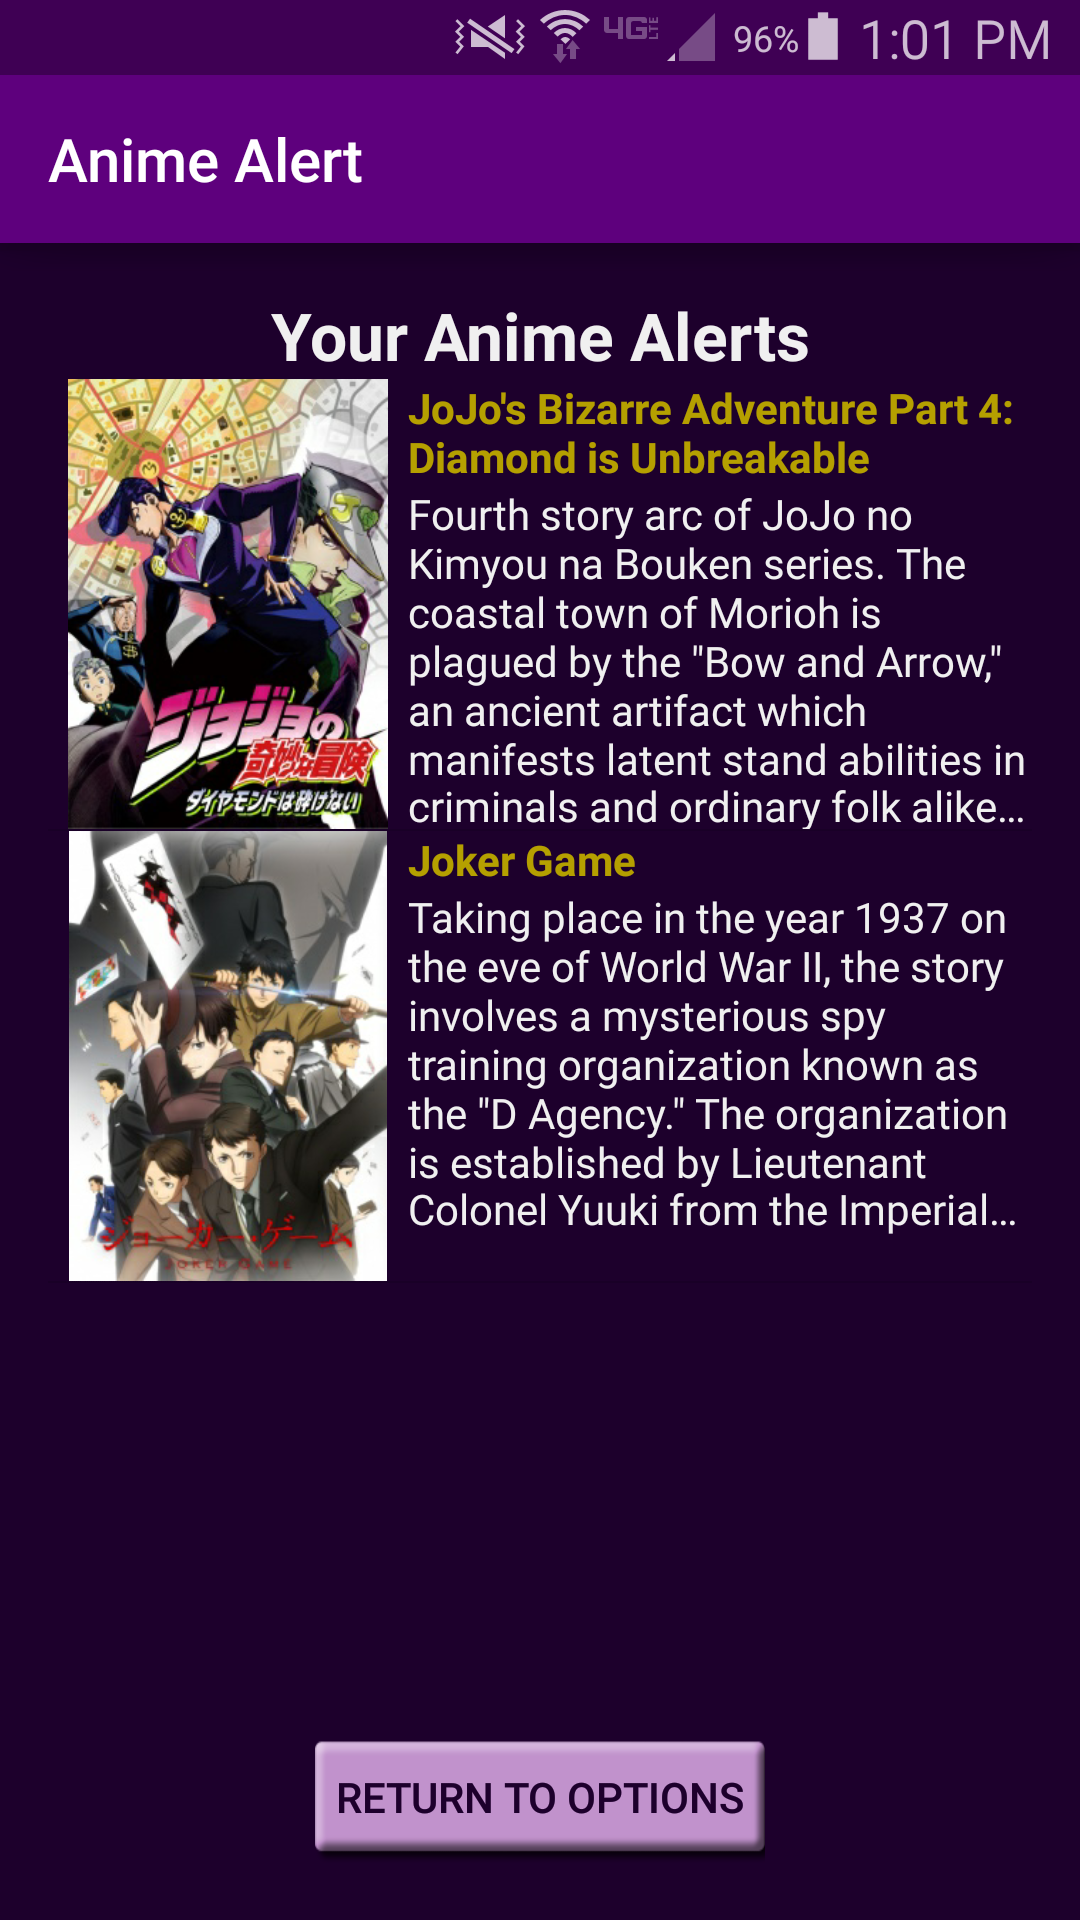 4G LTE 96% 1:01 PM
Anime Alert
Your Anime Alerts
JoJo's Bizarre Adventure Part 4:
Diamond is Unbreakable
Fourth story arc of JoJo no
Kimyou na Bouken series. The
coastal town of Morioh is
plagued by the "Bow and Arrow,"
an ancient artifact which
manifests latent stand abilities in
criminals and ordinary folk alike...
ジョジョの
奇妙な冒険
ダイヤモンドは砕けない
Joker Game
Taking place in the year 1937 on
the eve of World War II, the story
involves a mysterious spy
training organization known as
the "D Agency." The organization
is established by Lieutenant
Colonel Yuuki from the Imperial...
ジョーカー・ゲーム
JOKER GAME
RETURN TO OPTIONS